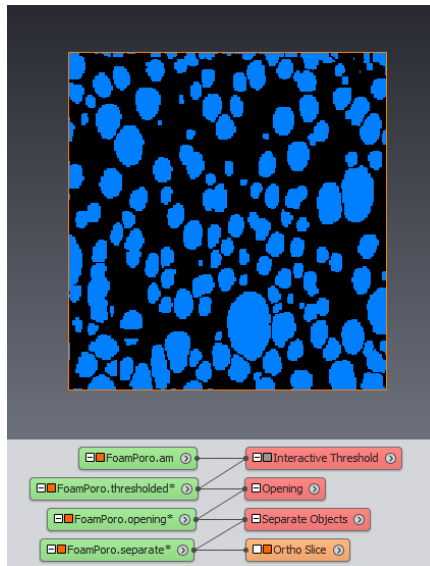 FoamPoro.am Interactive Threshold
FoamPoro.thresholded* Opening
FoamPoro.opening* Separate Objects
FoamPoro.separate* Ortho Slice